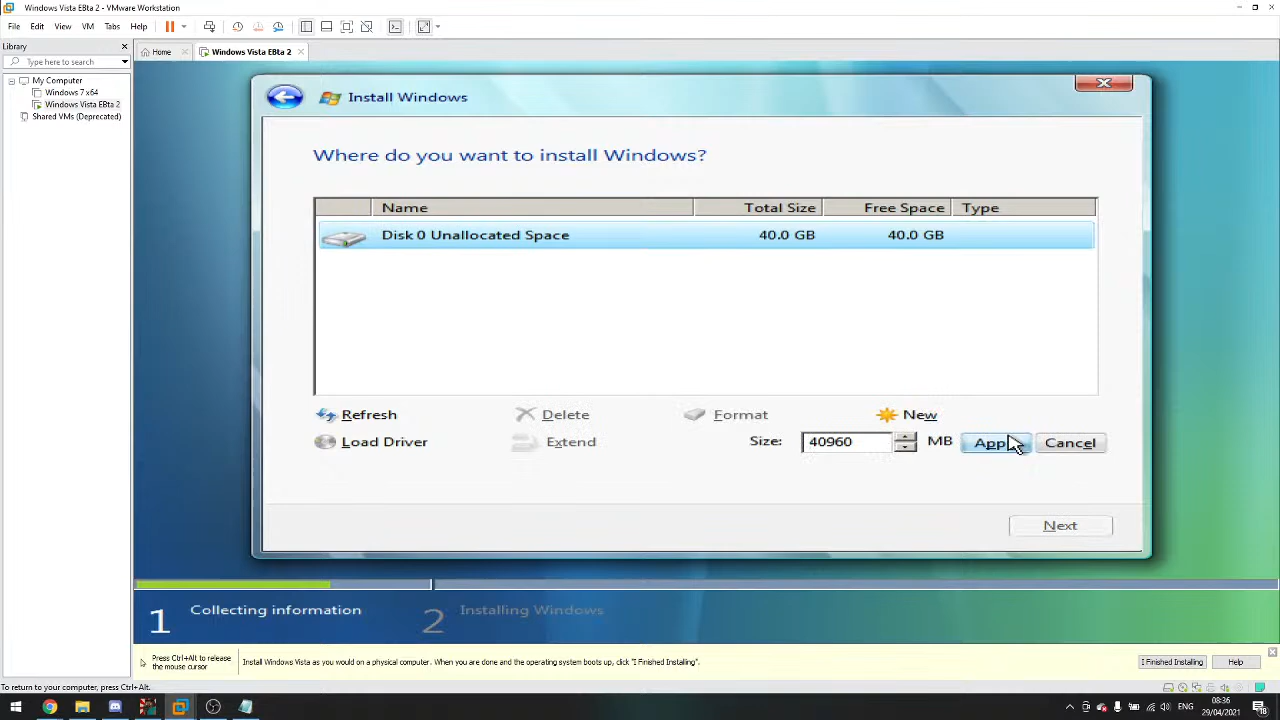 Windows Vista EBta 2 - VMware Workstation
File Edit View VM Tabs Help
Library
Type here to search
My Computer
Windows 7 x64
Windows Vista EBta 2
Shared VMs (Deprecated)
Home
Windows Vista EBta 2
Install Windows
Where do you want to install Windows?
Name Total Size Free Space Type
Disk 0 Unallocated Space 40.0 GB 40.0 GB
Refresh Delete Format New
Load Driver Extend Size: 40960 MB Cancel
Next
1 Collecting information 2 Installing Windows
Press Ctrl+Alt to release
the mouse cursor
Install Windows Vista as you would on a physical computer. When you are done and the operating system boots up, click "I Finished Installing".
I Finished Installing Help
To return to your computer, press Ctrl+Alt.
ENG
08:36
29/04/2021